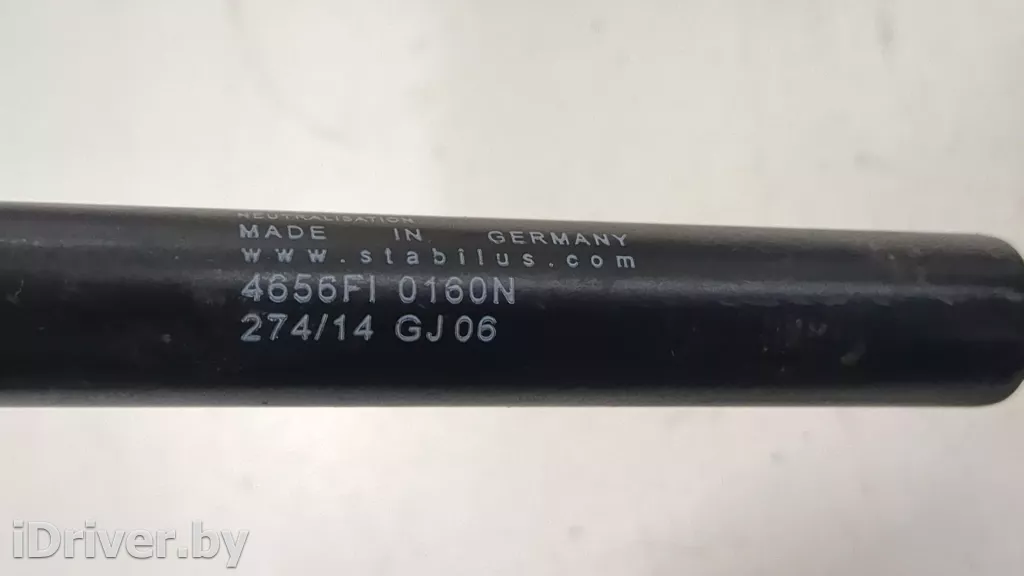 NEUTRALISATION
MADE IN GERMANY
www.stabilus.com
4656FI 0160N
274/14 GJ06
iDriver.by